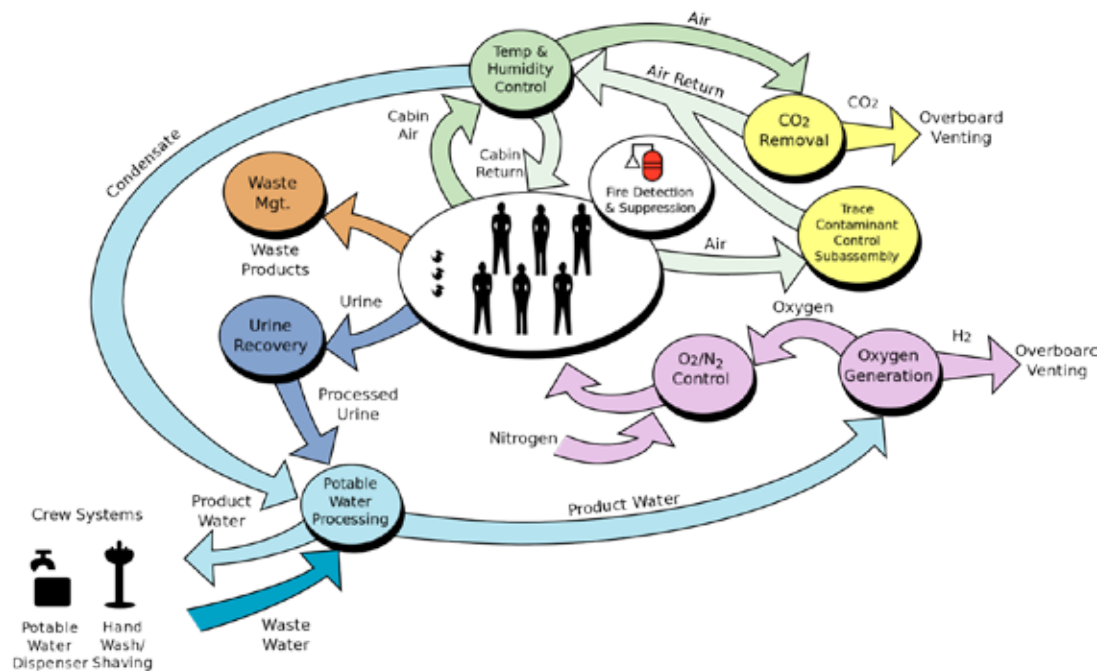 Air
Temp &
Humidity
Control
Air Return
CO2
Overboard
Venting
CO2
Removal
Cabin
Air
Cabin
Return
Condensate
Waste
Mgt.
Fire Detection
& Suppression
Trace
Contaminant
Control
Subassembly
Waste
Products
Air
Urine
Oxygen
Urine
Recovery
O2/N2
Control
Oxygen
Generation
H2
Overboard
Venting
Processed
Urine
Nitrogen
Potable
Water
Processing
Product
Water
Product Water
Crew Systems
Waste
Water
Potable
Water
Dispenser
Hand
Wash/
Shaving